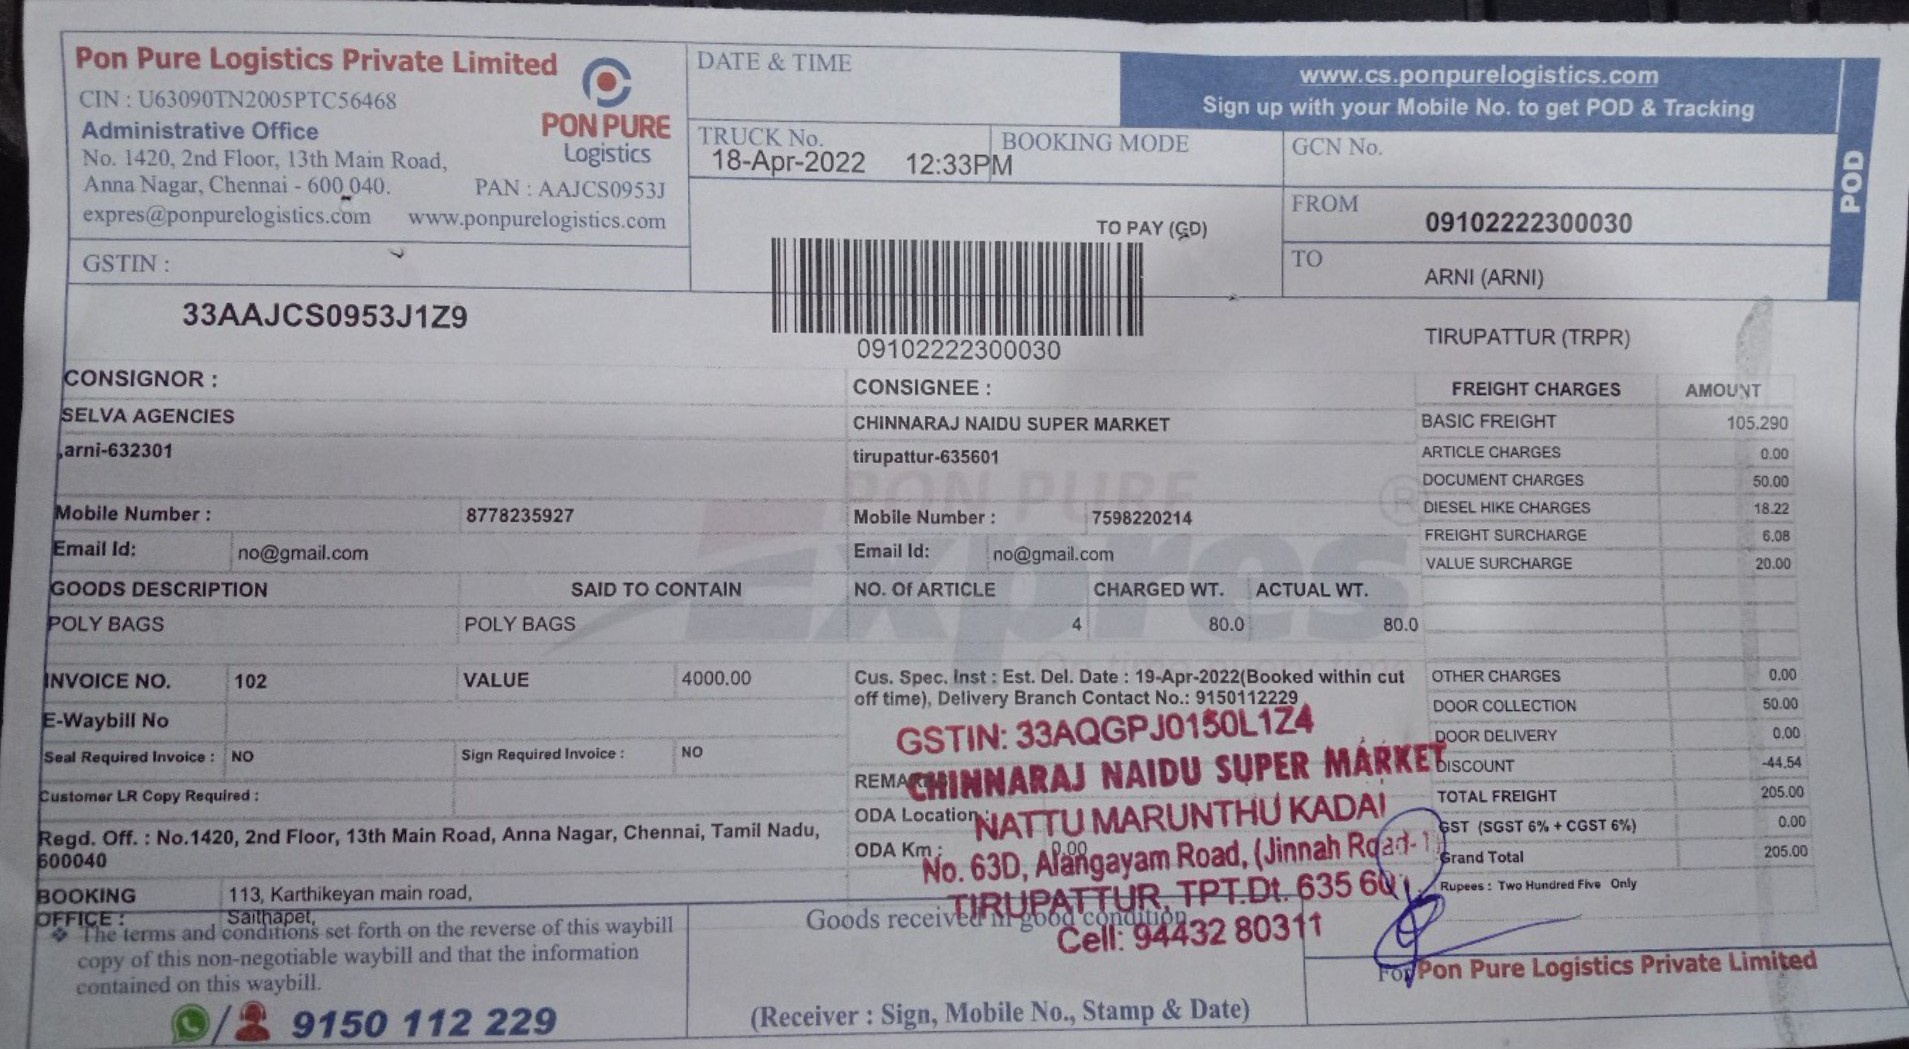 Pon Pure Logistics Private Limited
CIN : U63090TN2005PTC56468
Administrative Office
No. 1420, 2nd Floor, 13th Main Road,
Anna Nagar, Chennai - 600 040.
PAN : AAJCS0953J
expres@ponpurelogistics.com www.ponpurelogistics.com
PON PURE
Logistics
GSTIN :
33AAJCS0953J1Z9
DATE & TIME
www.cs.ponpurelogistics.com
Sign up with your Mobile No. to get POD & Tracking
POD
TRUCK No.
18-Apr-2022 12:33PM
BOOKING MODE
TO PAY (GD)
GCN No.
FROM
09102222300030
TO
ARNI (ARNI)
TIRUPATTUR (TRPR)
09102222300030
CONSIGNOR :
SELVA AGENCIES
,arni-632301
Mobile Number : 8778235927
Email Id: no@gmail.com
CONSIGNEE :
CHINNARAJ NAIDU SUPER MARKET
tirupattur-635601
Mobile Number : 7598220214
Email Id: no@gmail.com
PON PURE
Expres
GOODS DESCRIPTION SAID TO CONTAIN NO. Of ARTICLE CHARGED WT. ACTUAL WT.
POLY BAGS POLY BAGS 4 80.0 80.0
INVOICE NO. 102 VALUE 4000.00
E-Waybill No
Seal Required Invoice : NO Sign Required Invoice : NO
Customer LR Copy Required :
Regd. Off. : No.1420, 2nd Floor, 13th Main Road, Anna Nagar, Chennai, Tamil Nadu,
600040
BOOKING
OFFICE :
113, Karthikeyan main road,
Saithapet,
Cus. Spec. Inst : Est. Del. Date : 19-Apr-2022(Booked within cut
off time), Delivery Branch Contact No.: 9150112229
ODA Location
ODA Km : 0.00
GSTIN: 33AQGPJ0150L1Z4
CHINNARAJ NAIDU SUPER MARKET
NATTU MARUNTHU KADAI
No. 63D, Alangayam Road, (Jinnah Road-1)
TIRUPATTUR, TPT.Dt. 635 601.
Cell: 94432 80311
FREIGHT CHARGES AMOUNT
BASIC FREIGHT 105.290
ARTICLE CHARGES 0.00
DOCUMENT CHARGES 50.00
DIESEL HIKE CHARGES 18.22
FREIGHT SURCHARGE 6.08
VALUE SURCHARGE 20.00
OTHER CHARGES 0.00
DOOR COLLECTION 50.00
DOOR DELIVERY 0.00
DISCOUNT -44.54
TOTAL FREIGHT 205.00
GST (SGST 6% + CGST 6%) 0.00
Grand Total 205.00
Rupees : Two Hundred Five Only
The terms and conditions set forth on the reverse of this waybill
copy of this non-negotiable waybill and that the information
contained on this waybill.
9150 112 229
Goods received in good condition
(Receiver : Sign, Mobile No., Stamp & Date)
For Pon Pure Logistics Private Limited